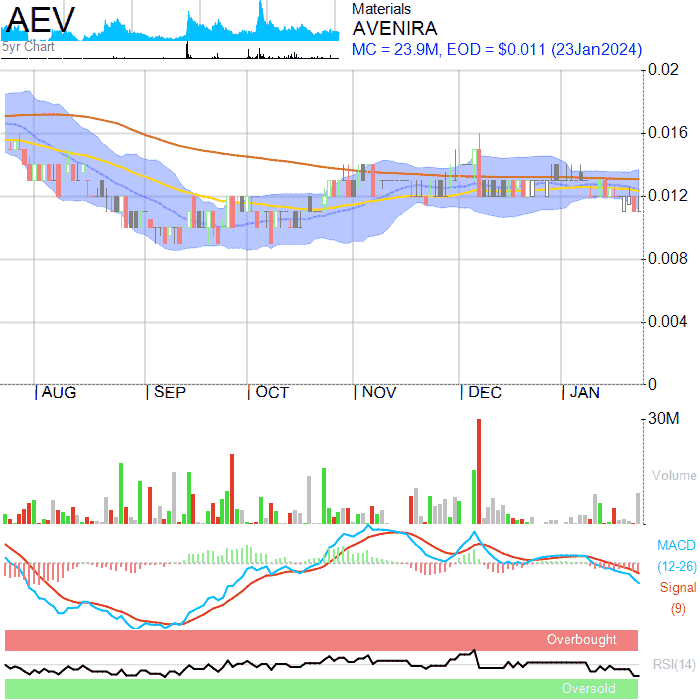 AEV
5yr Chart
Materials
AVENIRA
MC = 23.9M, EOD = $0.011 (23Jan2024)
0.02
0.016
0.012
0.008
0.004
0
AUG
SEP
OCT
NOV
DEC
JAN
30M
Volume
MACD
(12-26)
Signal
(9)
Overbought
RSI(14)
Oversold